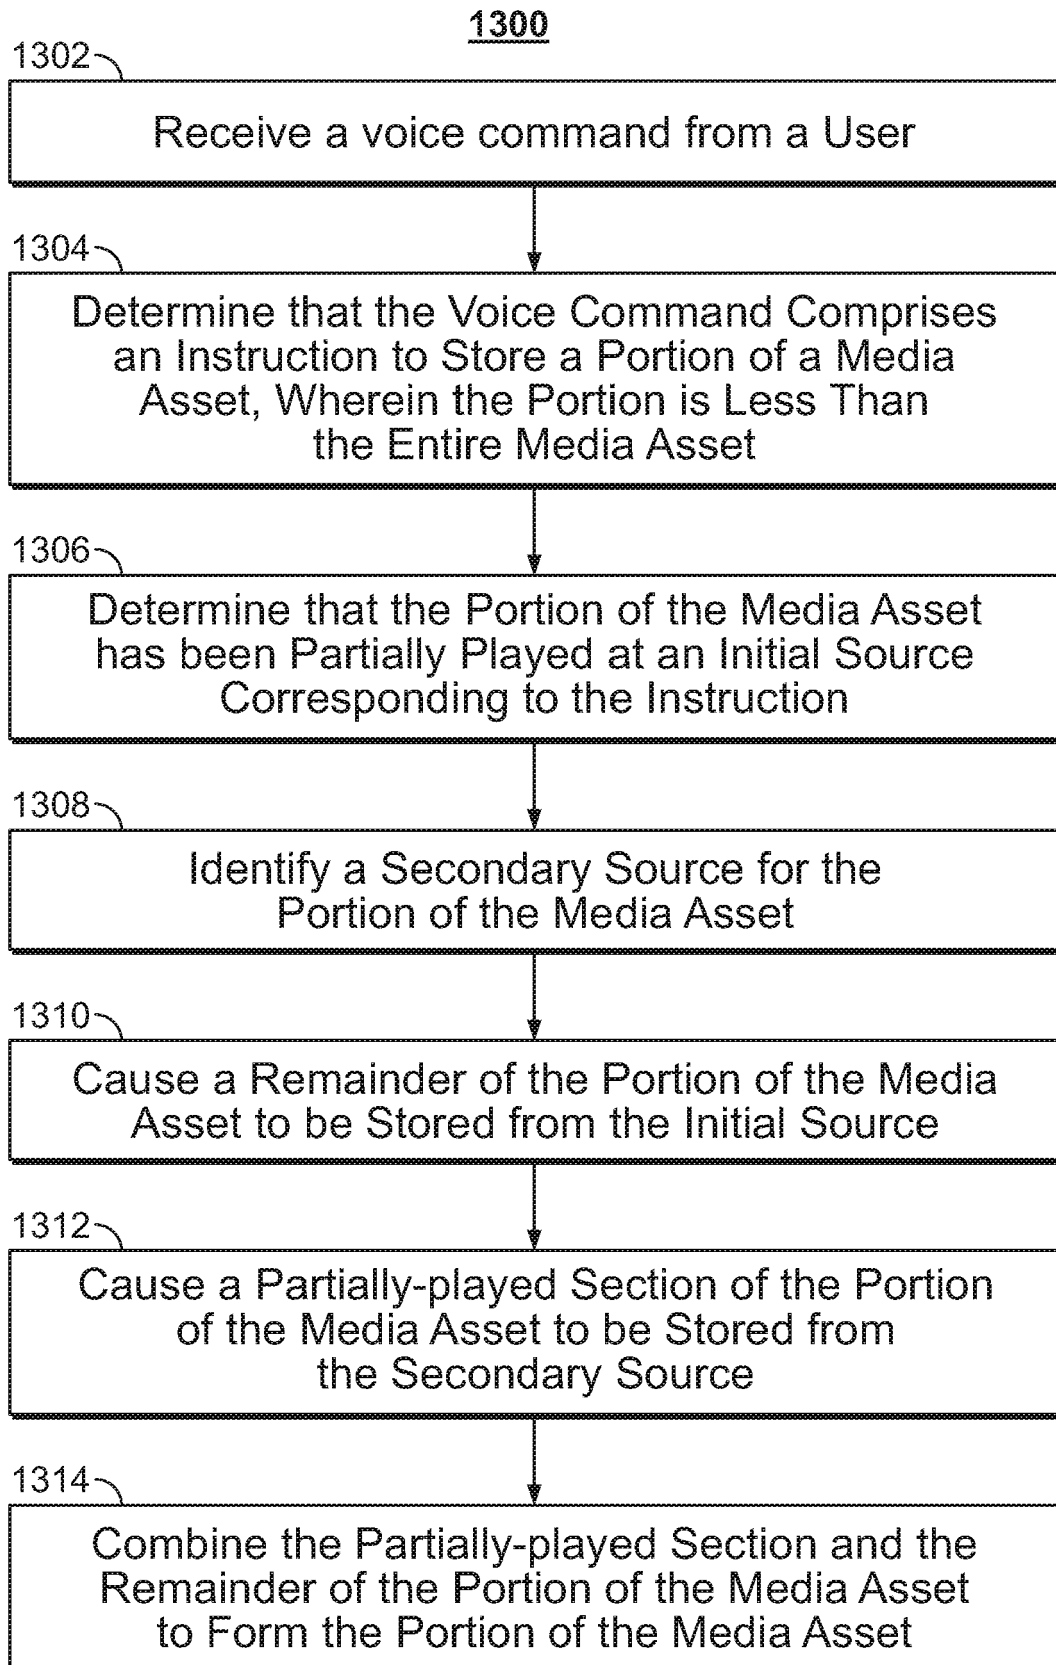 1300
1302
Receive a voice command from a User
1304
Determine that the Voice Command Comprises
an Instruction to Store a Portion of a Media
Asset, Wherein the Portion is Less Than
the Entire Media Asset
1306
Determine that the Portion of the Media Asset
has been Partially Played at an Initial Source
Corresponding to the Instruction
1308
Identify a Secondary Source for the
Portion of the Media Asset
1310
Cause a Remainder of the Portion of the Media
Asset to be Stored from the Initial Source
1312
Cause a Partially-played Section of the Portion
of the Media Asset to be Stored from
the Secondary Source
1314
Combine the Partially-played Section and the
Remainder of the Portion of the Media Asset
to Form the Portion of the Media Asset